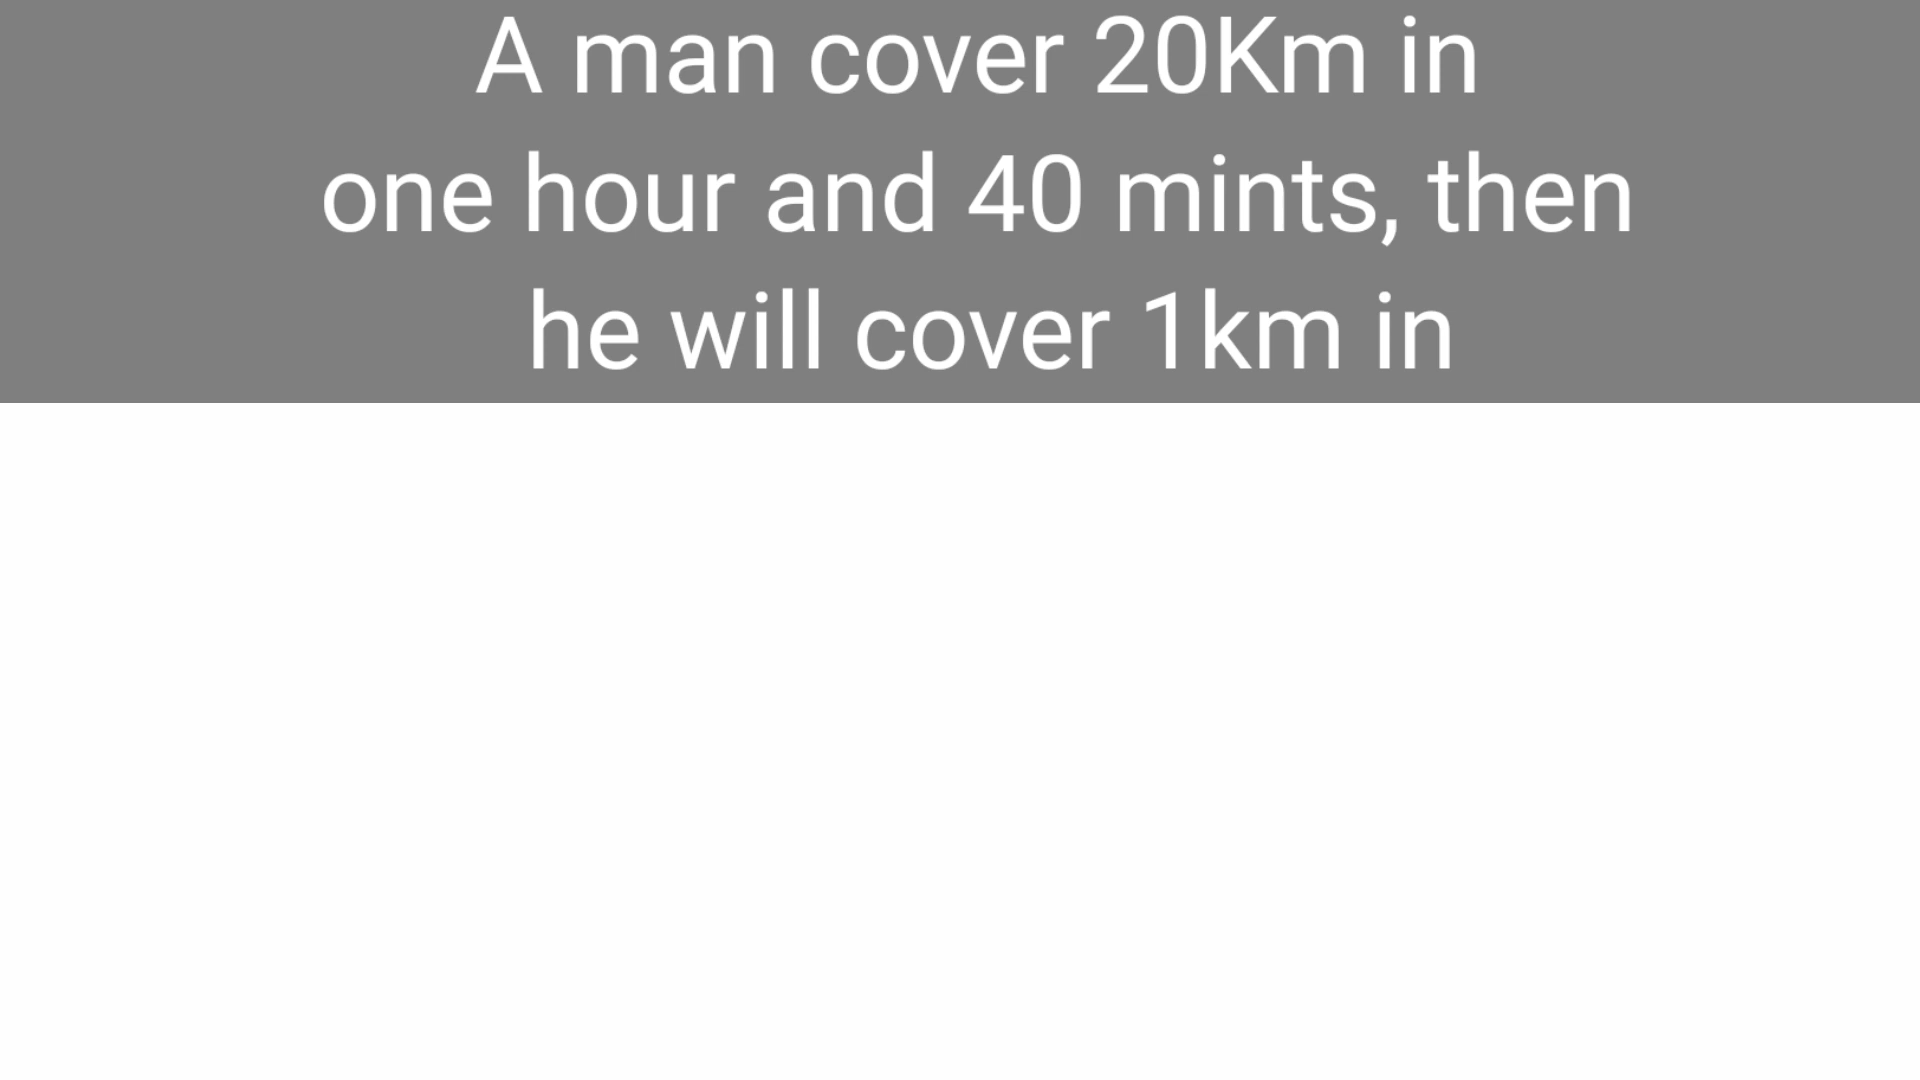 A man cover 20Km in
one hour and 40 mints, then
he will cover 1km in